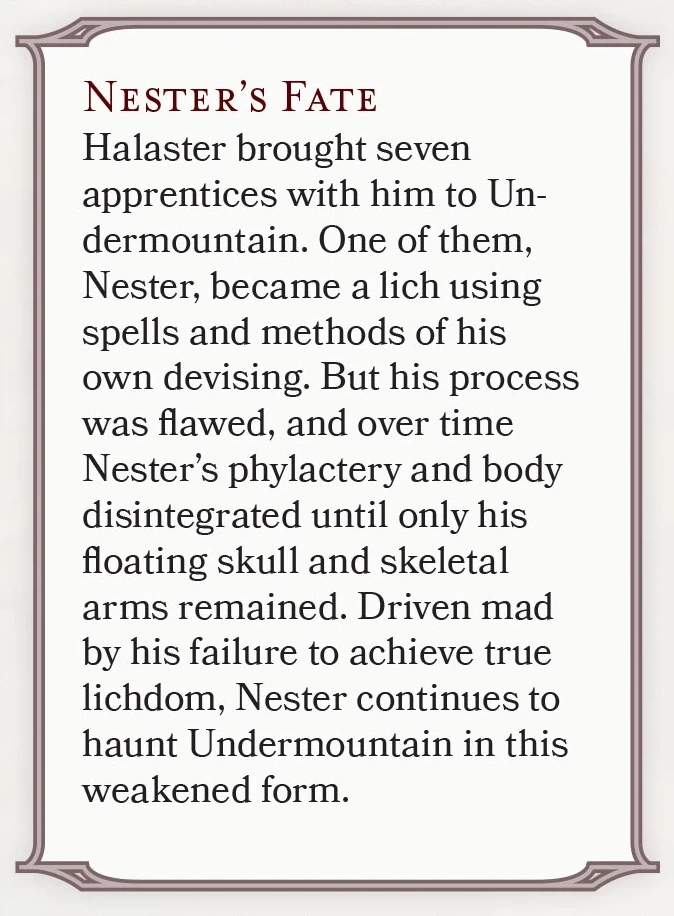 Nester’s Fate
Halaster brought seven
apprentices with him to Un-
dermountain. One of them,
Nester, became a lich using
spells and methods of his
own devising. But his process
was flawed, and over time
Nester’s phylactery and body
disintegrated until only his
floating skull and skeletal
arms remained. Driven mad
by his failure to achieve true
lichdom, Nester continues to
haunt Undermountain in this
weakened form.